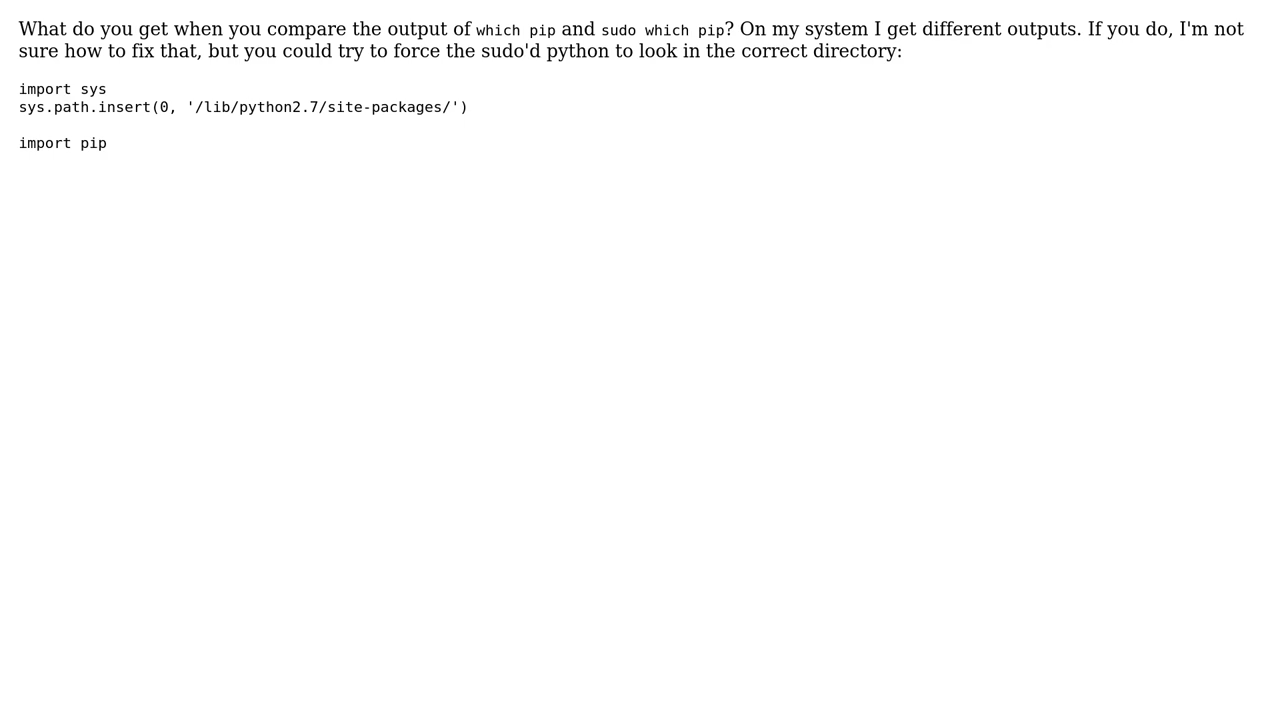 What do you get when you compare the output of which pip and sudo which pip? On my system I get different outputs. If you do, I'm not
sure how to fix that, but you could try to force the sudo'd python to look in the correct directory:
import sys
sys.path.insert(0, '/lib/python2.7/site-packages/')
import pip